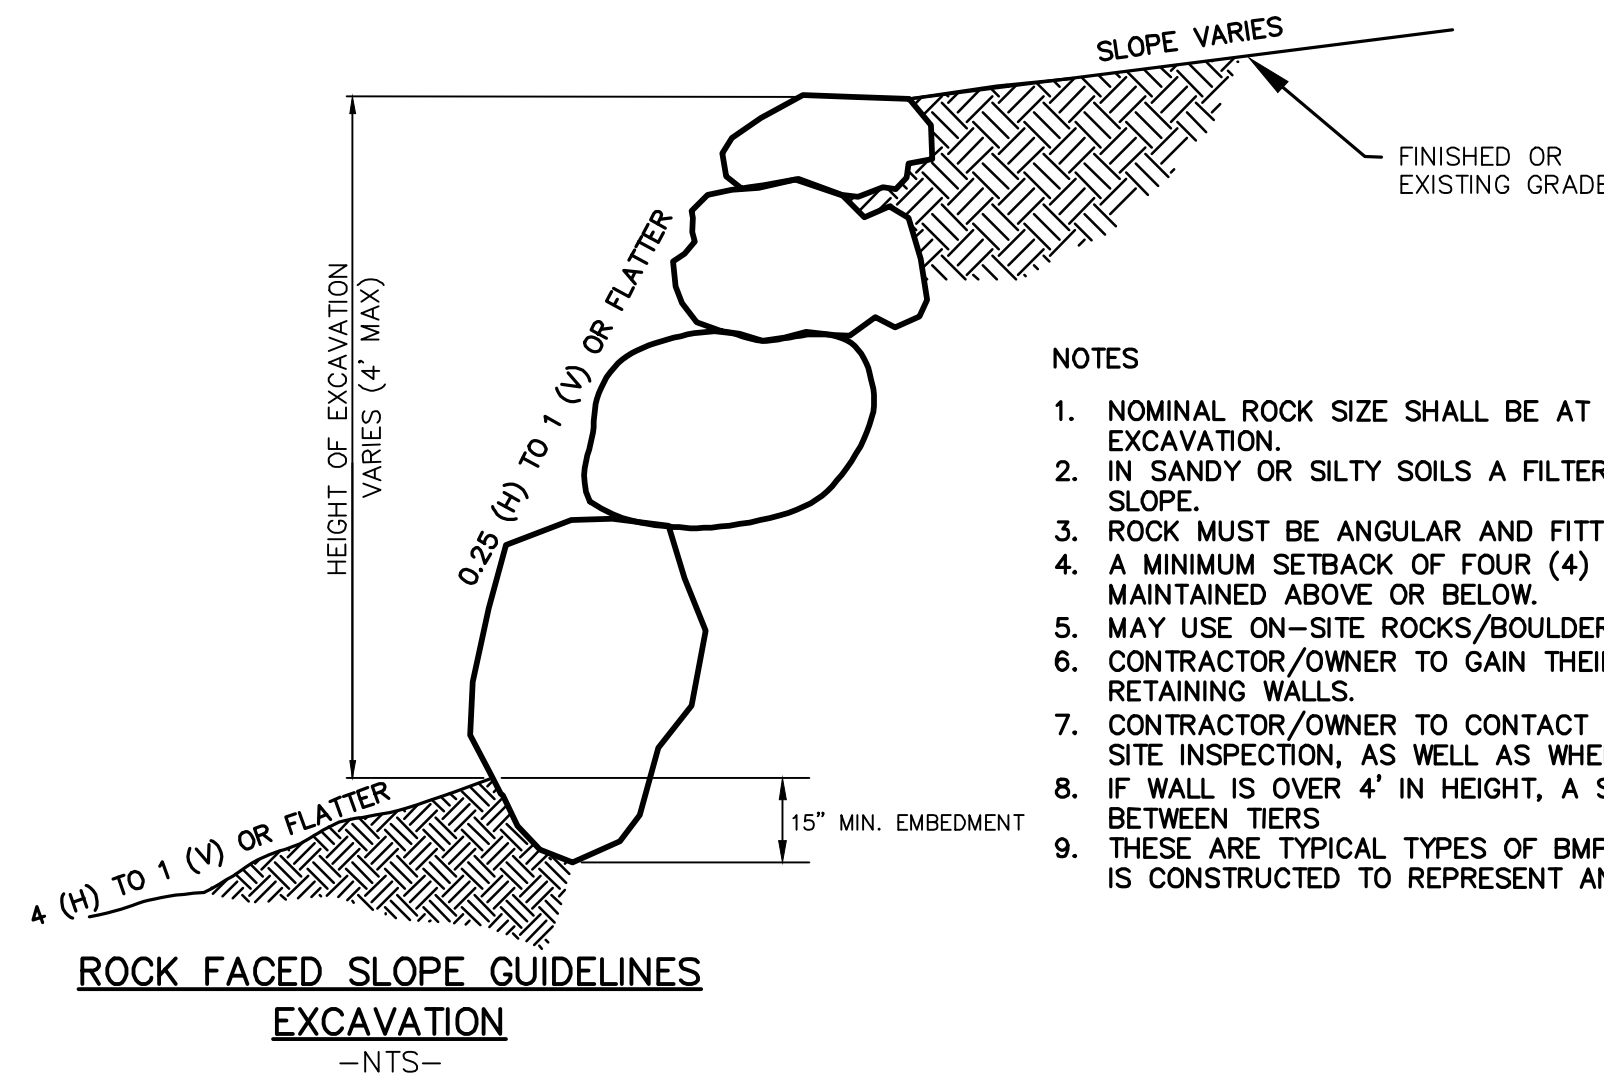 SLOPE VARIES
FINISHED OR
EXISTING GRADE
HEIGHT OF EXCAVATION
VARIES (4' MAX)
0.25 (H) TO 1 (V) OR FLATTER
4 (H) TO 1 (V) OR FLATTER
15" MIN. EMBEDMENT
NOTES
1. NOMINAL ROCK SIZE SHALL BE AT
EXCAVATION.
2. IN SANDY OR SILTY SOILS A FILTER
SLOPE.
3. ROCK MUST BE ANGULAR AND FITT
4. A MINIMUM SETBACK OF FOUR (4)
MAINTAINED ABOVE OR BELOW.
5. MAY USE ON-SITE ROCKS/BOULDER
6. CONTRACTOR/OWNER TO GAIN THEI
RETAINING WALLS.
7. CONTRACTOR/OWNER TO CONTACT
SITE INSPECTION, AS WELL AS WHE
8. IF WALL IS OVER 4' IN HEIGHT, A S
BETWEEN TIERS
9. THESE ARE TYPICAL TYPES OF BMP
IS CONSTRUCTED TO REPRESENT AN
ROCK FACED SLOPE GUIDELINES
EXCAVATION
-NTS-